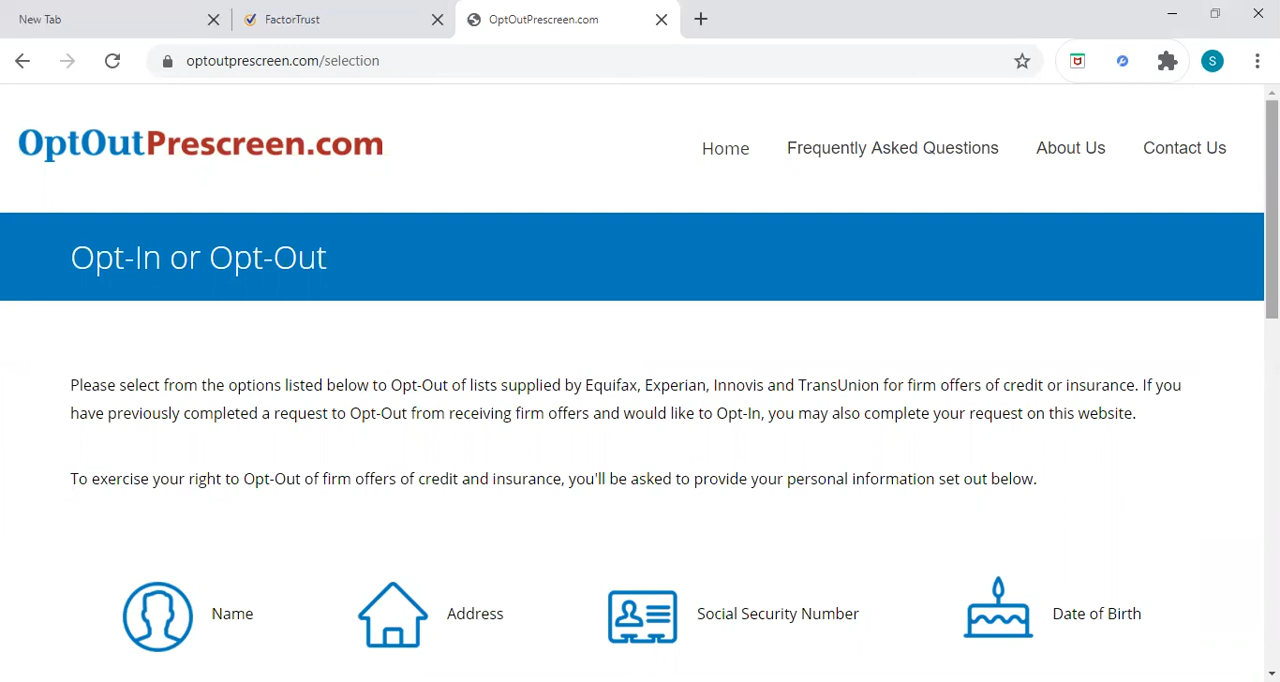 New Tab
FactorTrust
OptOutPrescreen.com
optoutprescreen.com/selection
S
OptOutPrescreen.com
Home
Frequently Asked Questions
About Us
Contact Us
Opt-In or Opt-Out
Please select from the options listed below to Opt-Out of lists supplied by Equifax, Experian, Innovis and TransUnion for firm offers of credit or insurance. If you
have previously completed a request to Opt-Out from receiving firm offers and would like to Opt-In, you may also complete your request on this website.
To exercise your right to Opt-Out of firm offers of credit and insurance, you'll be asked to provide your personal information set out below.
Name
Address
Social Security Number
Date of Birth